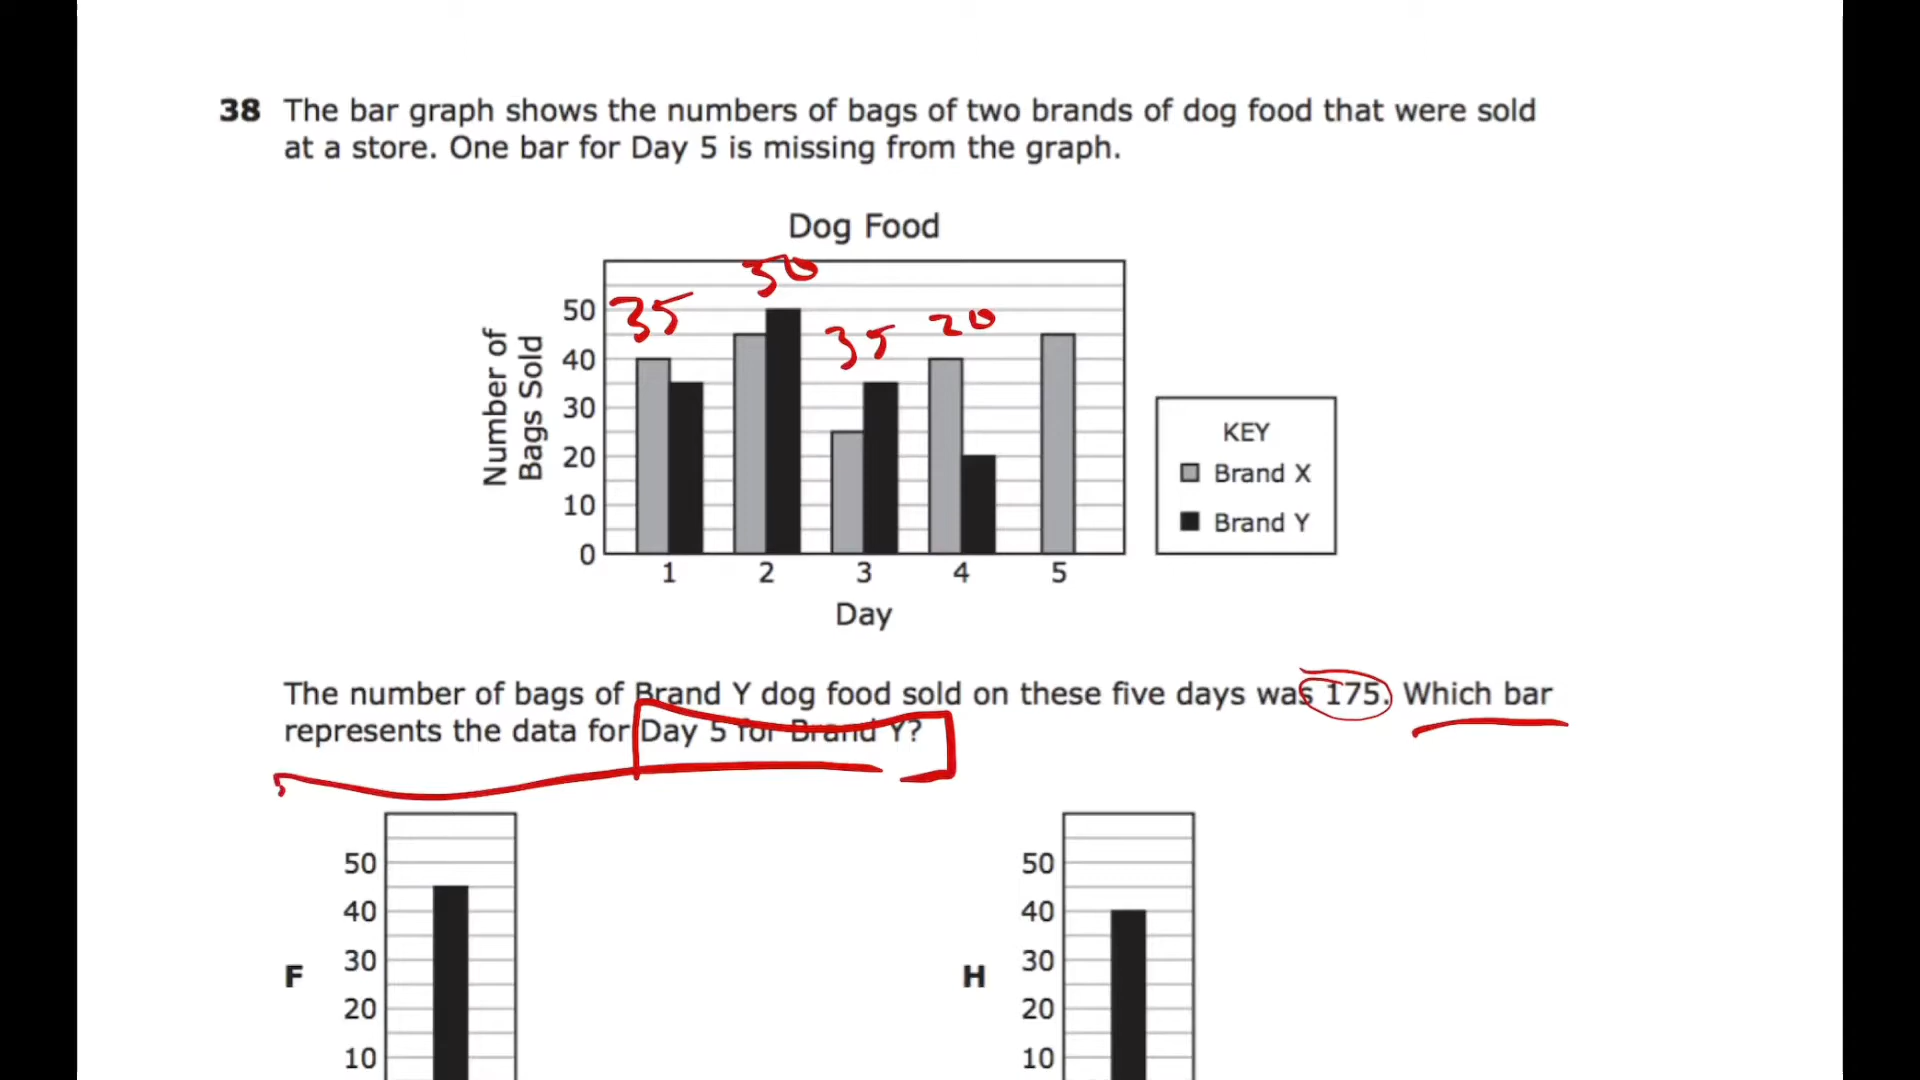 38 The bar graph shows the numbers of bags of two brands of dog food that were sold
at a store. One bar for Day 5 is missing from the graph.
Dog Food
Number of
Bags Sold
50
40
30
20
10
0
35
50
35
20
1 2 3 4 5
Day
KEY
Brand X
Brand Y
The number of bags of Brand Y dog food sold on these five days was 175. Which bar
represents the data for Day 5 for Brand Y?
F
50
40
30
20
10
H
50
40
30
20
10